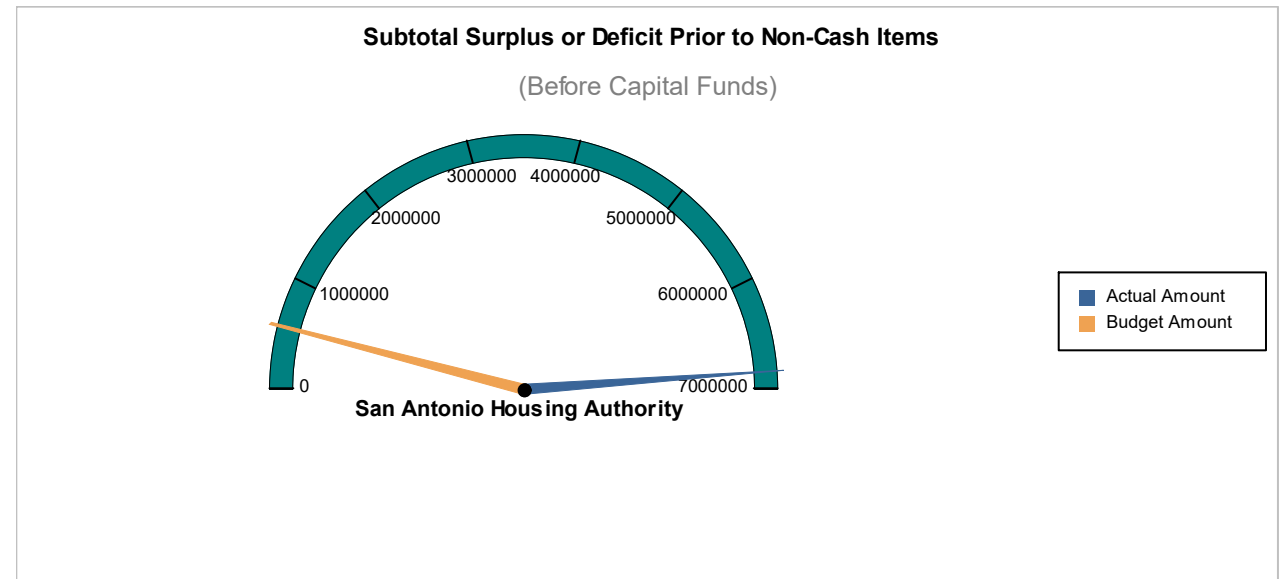 Subtotal Surplus or Deficit Prior to Non-Cash Items
(Before Capital Funds)
3000000 4000000
2000000 5000000
1000000 6000000
0 7000000
San Antonio Housing Authority
Actual Amount
Budget Amount